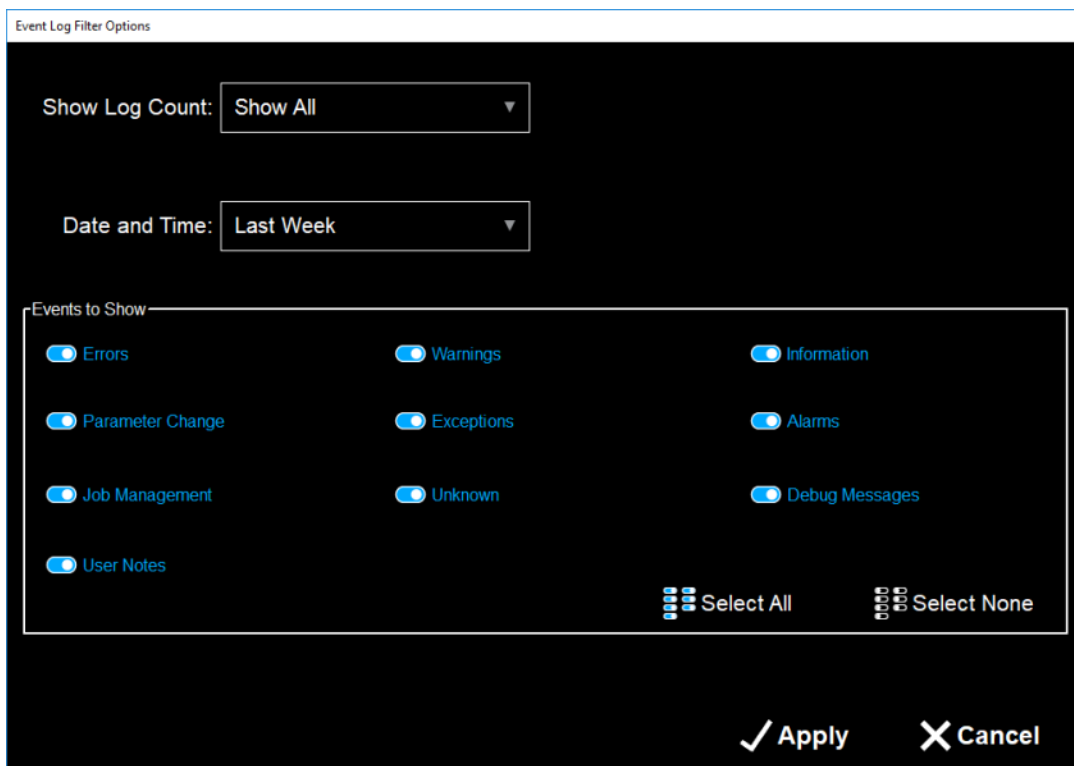 Event Log Filter Options
Show Log Count: Show All
Date and Time: Last Week
Events to Show
Errors Warnings Information
Parameter Change Exceptions Alarms
Job Management Unknown Debug Messages
User Notes
Select All Select None
Apply Cancel